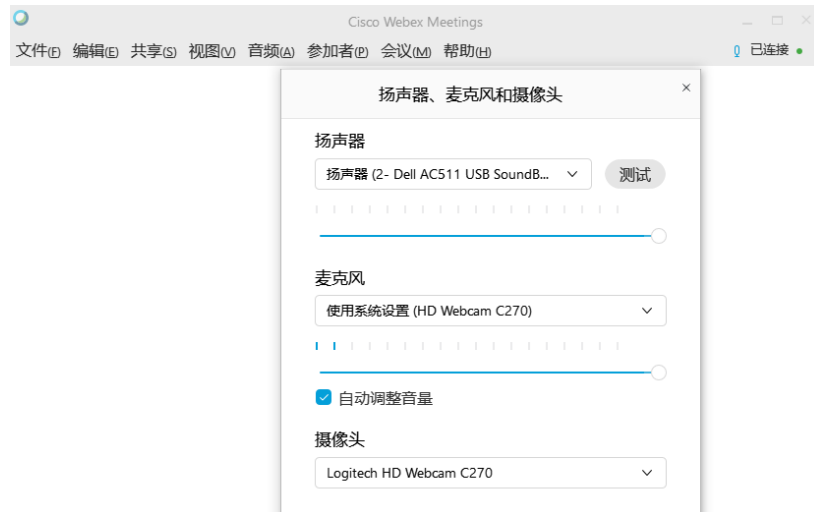 Cisco Webex Meetings
文件(F) 编辑(E) 共享(S) 视图(V) 音频(A) 参加者(P) 会议(M) 帮助(H) 已连接
扬声器、麦克风和摄像头
扬声器
扬声器 (2- Dell AC511 USB SoundB... 测试
麦克风
使用系统设置 (HD Webcam C270)
自动调整音量
摄像头
Logitech HD Webcam C270